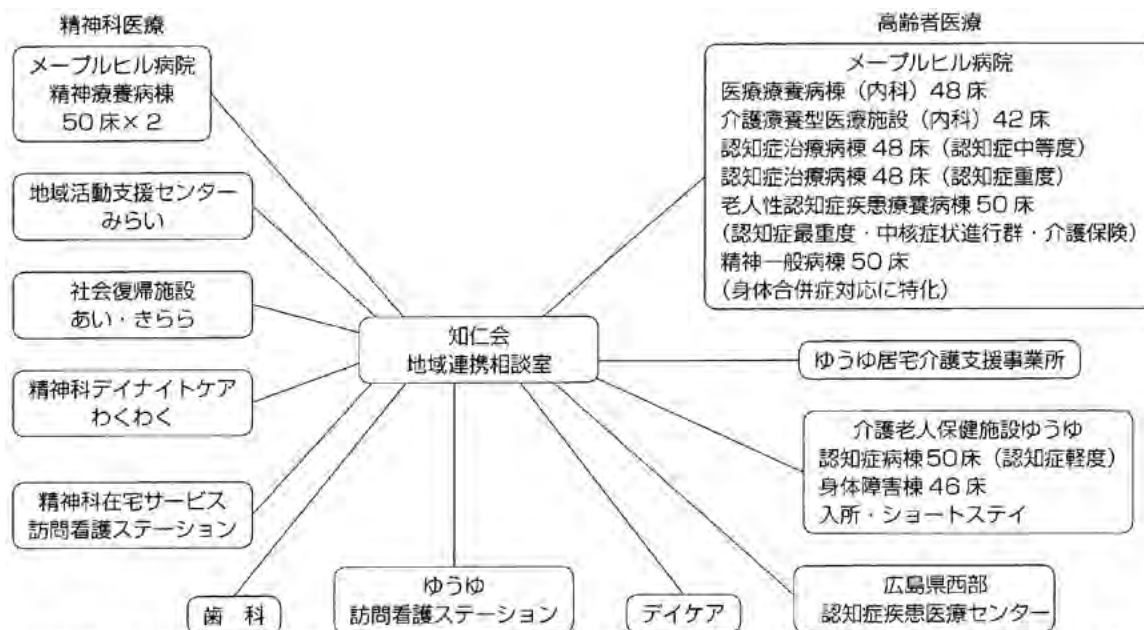 精神科医療
メープルヒル病院
精神療養病棟
50床×2
地域活動支援センター
みらい
社会復帰施設
あい・きらら
精神科デイナイトケア
わくわく
精神科在宅サービス
訪問看護ステーション
歯 科
知仁会
地域連携相談室
ゆうゆ
訪問看護ステーション
デイケア
高齢者医療
メープルヒル病院
医療療養病棟（内科）48床
介護療養型医療施設（内科）42床
認知症治療病棟48床（認知症中等度）
認知症治療病棟48床（認知症重度）
老人性認知症疾患療養病棟50床
（認知症最重度・中核症状進行群・介護保険）
精神一般病棟50床
（身体合併症対応に特化）
ゆうゆ居宅介護支援事業所
介護老人保健施設ゆうゆ
認知症病棟50床（認知症軽度）
身体障害棟46床
入所・ショートステイ
広島県西部
認知症疾患医療センター